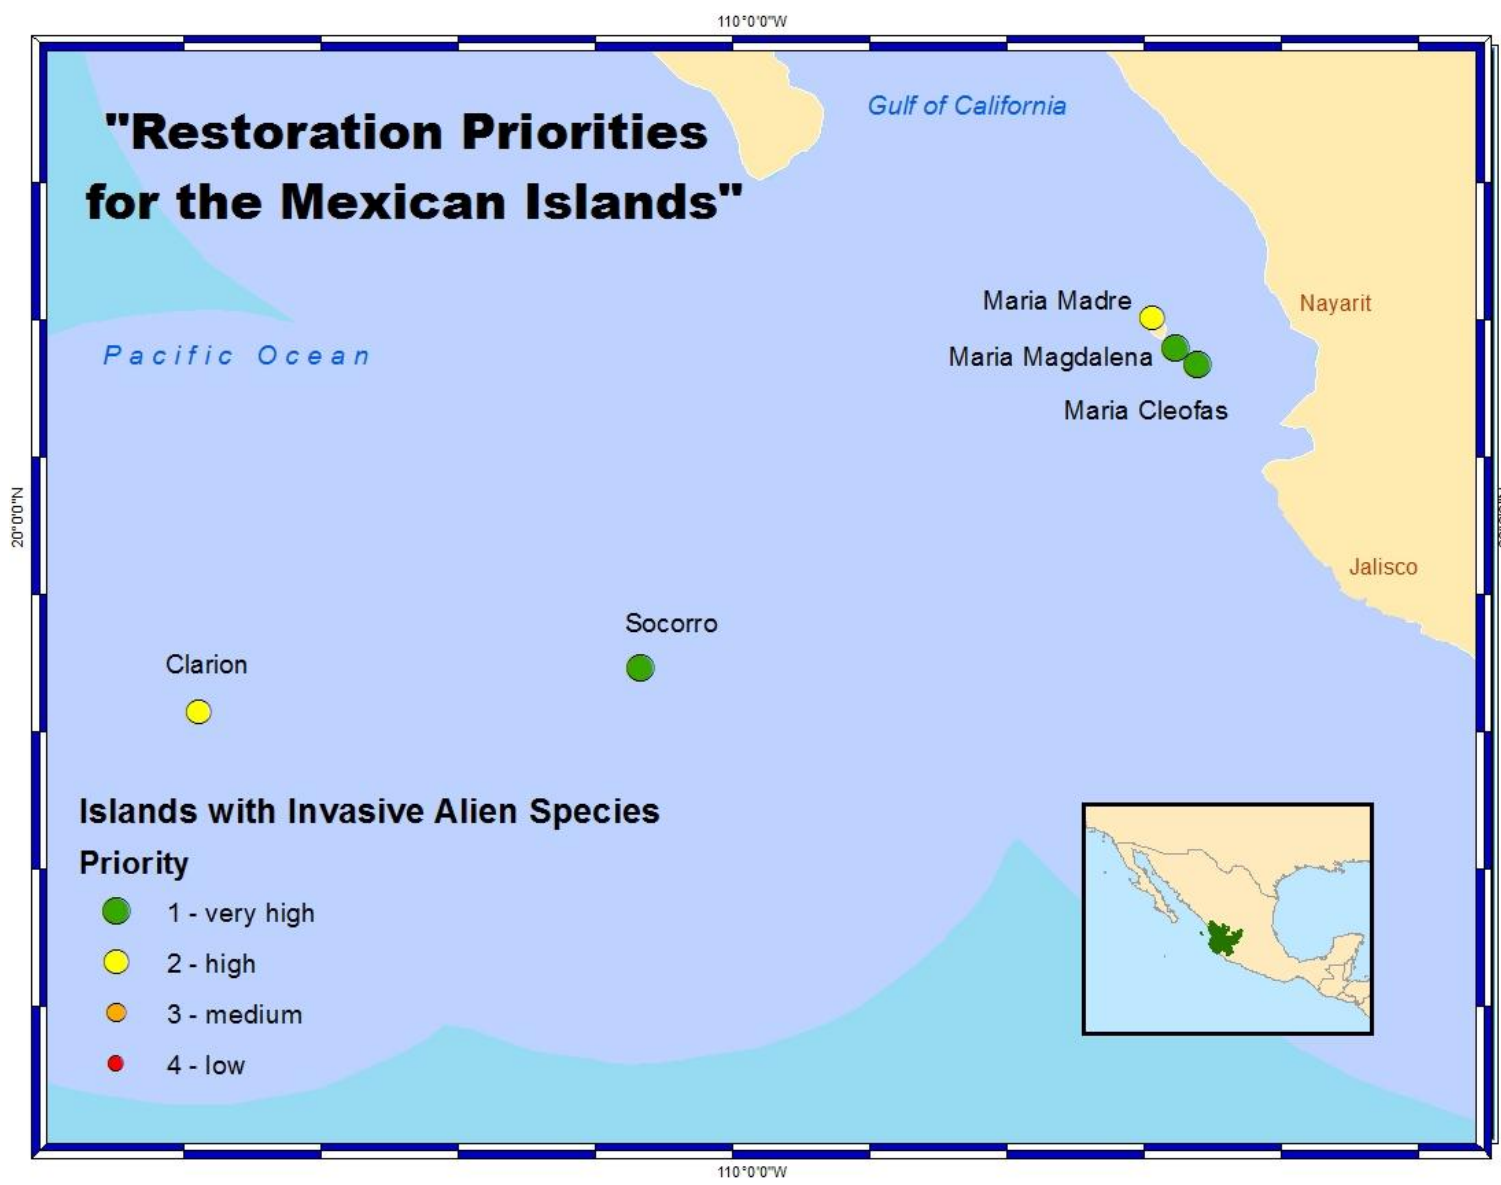 110°0'0"W
"Restoration Priorities
for the Mexican Islands"
Gulf of California
Maria Madre
Nayarit
Pacific Ocean
Maria Magdalena
Maria Cleofas
20°0'0"N
Jalisco
Socorro
Clarion
Islands with Invasive Alien Species
Priority
1 - very high
2 - high
3 - medium
4 - low
110°0'0"W